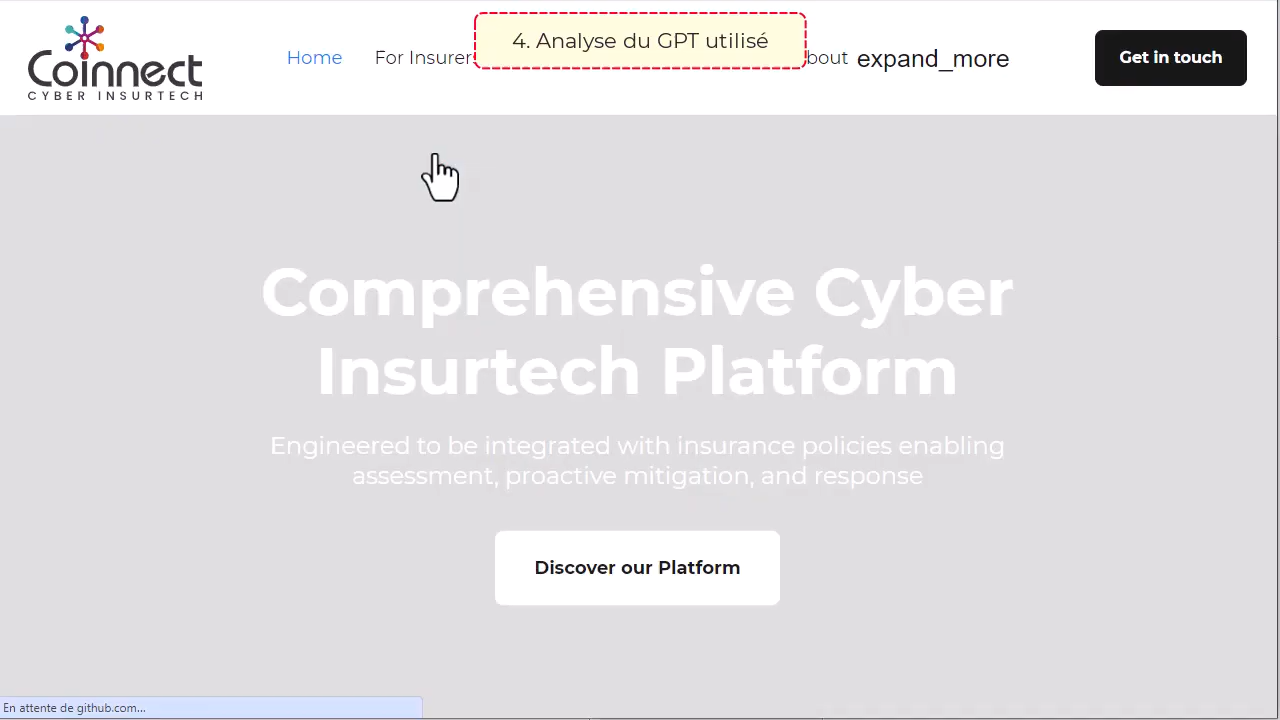 Coinnect
CYBER INSURTECH
Home
For Insurer
4. Analyse du GPT utilisé
bout
expand_more
Get in touch
Comprehensive Cyber
Insurtech Platform
Engineered to be integrated with insurance policies enabling
assessment, proactive mitigation, and response
Discover our Platform
En attente de github.com...